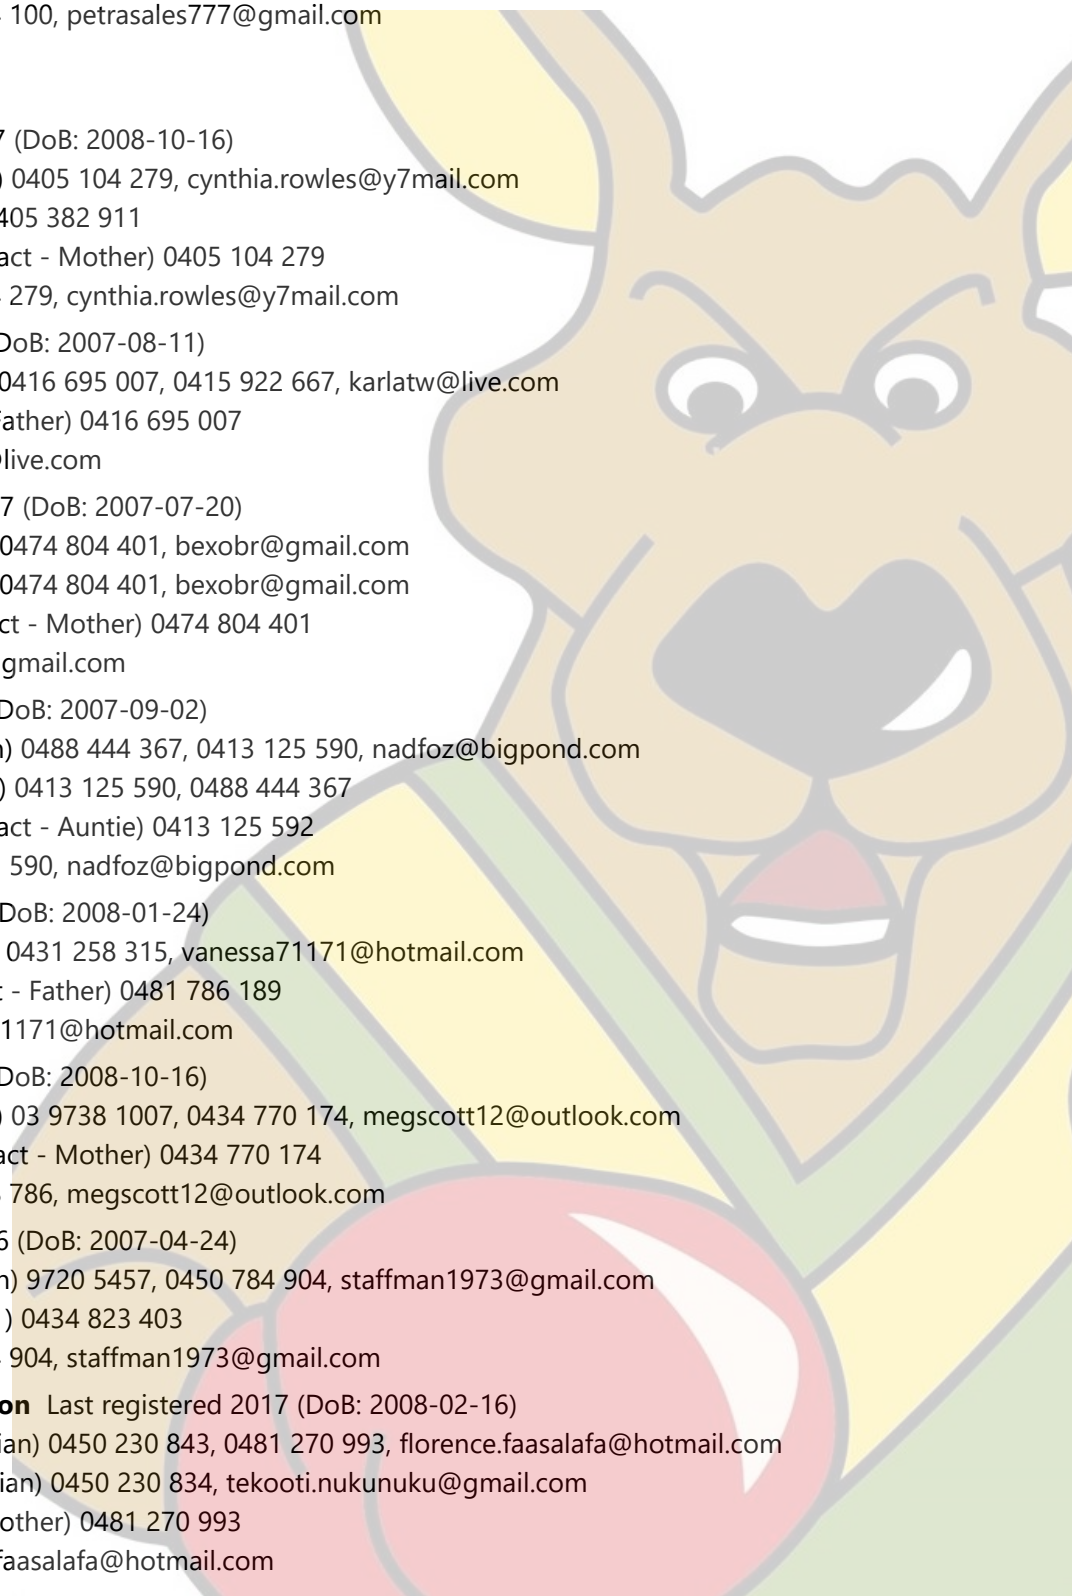 100, petrasales777@gmail.com
7 (DoB: 2008-10-16)
) 0405 104 279, cynthia.rowles@y7mail.com
405 382 911
act - Mother) 0405 104 279
279, cynthia.rowles@y7mail.com
DoB: 2007-08-11)
0416 695 007, 0415 922 667, karlatw@live.com
Father) 0416 695 007
live.com
7 (DoB: 2007-07-20)
0474 804 401, bexobr@gmail.com
0474 804 401, bexobr@gmail.com
ct - Mother) 0474 804 401
gmail.com
DoB: 2007-09-02)
n) 0488 444 367, 0413 125 590, nadfoz@bigpond.com
) 0413 125 590, 0488 444 367
act - Auntie) 0413 125 592
590, nadfoz@bigpond.com
DoB: 2008-01-24)
0431 258 315, vanessa71171@hotmail.com
t - Father) 0481 786 189
1171@hotmail.com
DoB: 2008-10-16)
) 03 9738 1007, 0434 770 174, megscott12@outlook.com
act - Mother) 0434 770 174
786, megscott12@outlook.com
6 (DoB: 2007-04-24)
n) 9720 5457, 0450 784 904, staffman1973@gmail.com
) 0434 823 403
904, staffman1973@gmail.com
on Last registered 2017 (DoB: 2008-02-16)
ian) 0450 230 843, 0481 270 993, florence.faasalafa@hotmail.com
ian) 0450 230 834, tekooti.nukunuku@gmail.com
other) 0481 270 993
faasalafa@hotmail.com